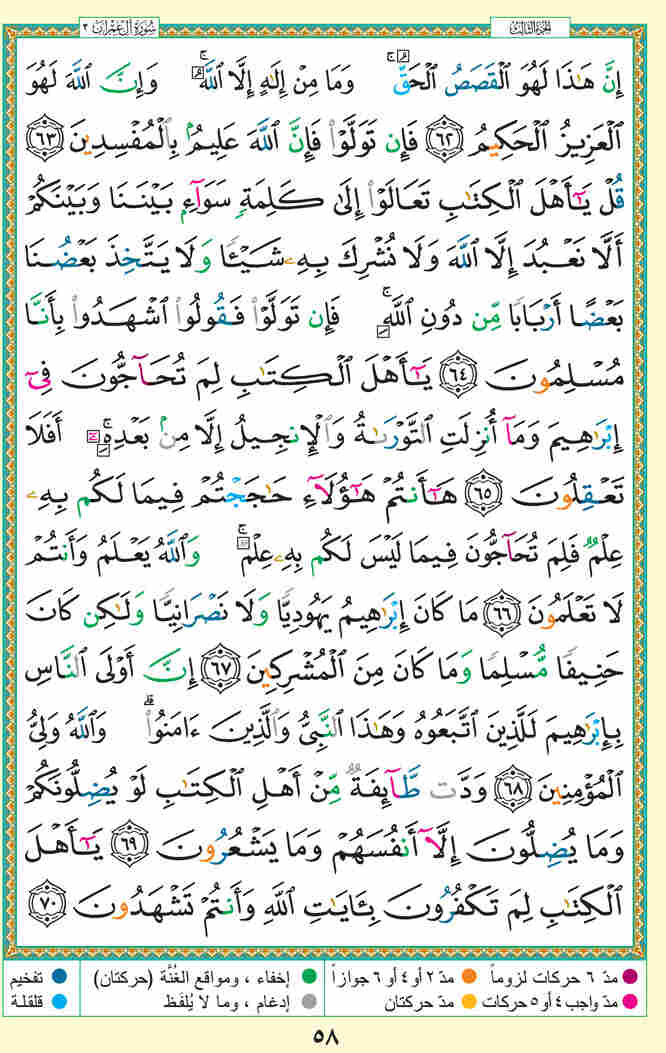 الجزء الثالث
سورة آل عمران ٣
إِنَّ هَٰذَا لَهُوَ ٱلْقَصَصُ ٱلْحَقُّ ۚ وَمَا مِنْ إِلَٰهٍ إِلَّا ٱللَّهُ ۚ وَإِنَّ ٱللَّهَ لَهُوَ
ٱلْعَزِيزُ ٱلْحَكِيمُ ٦٢ فَإِن تَوَلَّوْا۟ فَإِنَّ ٱللَّهَ عَلِيمٌۢ بِٱلْمُفْسِدِينَ ٦٣
قُلْ يَٰٓأَهْلَ ٱلْكِتَٰبِ تَعَالَوْا۟ إِلَىٰ كَلِمَةٍ سَوَآءٍۭ بَيْنَنَا وَبَيْنَكُمْ
أَلَّا نَعْبُدَ إِلَّا ٱللَّهَ وَلَا نُشْرِكَ بِهِۦ شَيْـًٔا وَلَا يَتَّخِذَ بَعْضُنَا
بَعْضًا أَرْبَابًا مِّن دُونِ ٱللَّهِ ۚ فَإِن تَوَلَّوْا۟ فَقُولُوا۟ ٱشْهَدُوا۟ بِأَنَّا
مُسْلِمُونَ ٦٤ يَٰٓأَهْلَ ٱلْكِتَٰبِ لِمَ تُحَآجُّونَ فِىٓ
إِبْرَٰهِيمَ وَمَآ أُنزِلَتِ ٱلتَّوْرَىٰةُ وَٱلْإِنجِيلُ إِلَّا مِنۢ بَعْدِهِۦٓ ۚ أَفَلَا
تَعْقِلُونَ ٦٥ هَٰٓأَنتُمْ هَٰٓؤُلَآءِ حَٰجَجْتُمْ فِيمَا لَكُم بِهِۦ
عِلْمٌ فَلِمَ تُحَآجُّونَ فِيمَا لَيْسَ لَكُم بِهِۦ عِلْمٌ ۚ وَٱللَّهُ يَعْلَمُ وَأَنتُمْ
لَا تَعْلَمُونَ ٦٦ مَا كَانَ إِبْرَٰهِيمُ يَهُودِيًّا وَلَا نَصْرَانِيًّا وَلَٰكِن كَانَ
حَنِيفًا مُّسْلِمًا وَمَا كَانَ مِنَ ٱلْمُشْرِكِينَ ٦٧ إِنَّ أَوْلَى ٱلنَّاسِ
بِإِبْرَٰهِيمَ لَلَّذِينَ ٱتَّبَعُوهُ وَهَٰذَا ٱلنَّبِىُّ وَٱلَّذِينَ ءَامَنُوا۟ ۗ وَٱللَّهُ وَلِىُّ
ٱلْمُؤْمِنِينَ ٦٨ وَدَّت طَّآئِفَةٌ مِّنْ أَهْلِ ٱلْكِتَٰبِ لَوْ يُضِلُّونَكُمْ
وَمَا يُضِلُّونَ إِلَّآ أَنفُسَهُمْ وَمَا يَشْعُرُونَ ٦٩ يَٰٓأَهْلَ
ٱلْكِتَٰبِ لِمَ تَكْفُرُونَ بِـَٔايَٰتِ ٱللَّهِ وَأَنتُمْ تَشْهَدُونَ ٧٠
مدّ ٦ حركات لزوماً مدّ ٢ أو ٤ أو ٦ جوازاً إخفاء ، ومواقع الغُنَّة (حركتان) تفخيم
مدّ واجب ٤ أو ٥ حركات مدّ حركتان إدغام ، وما لا يُلفَظ قلقلة
٥٨